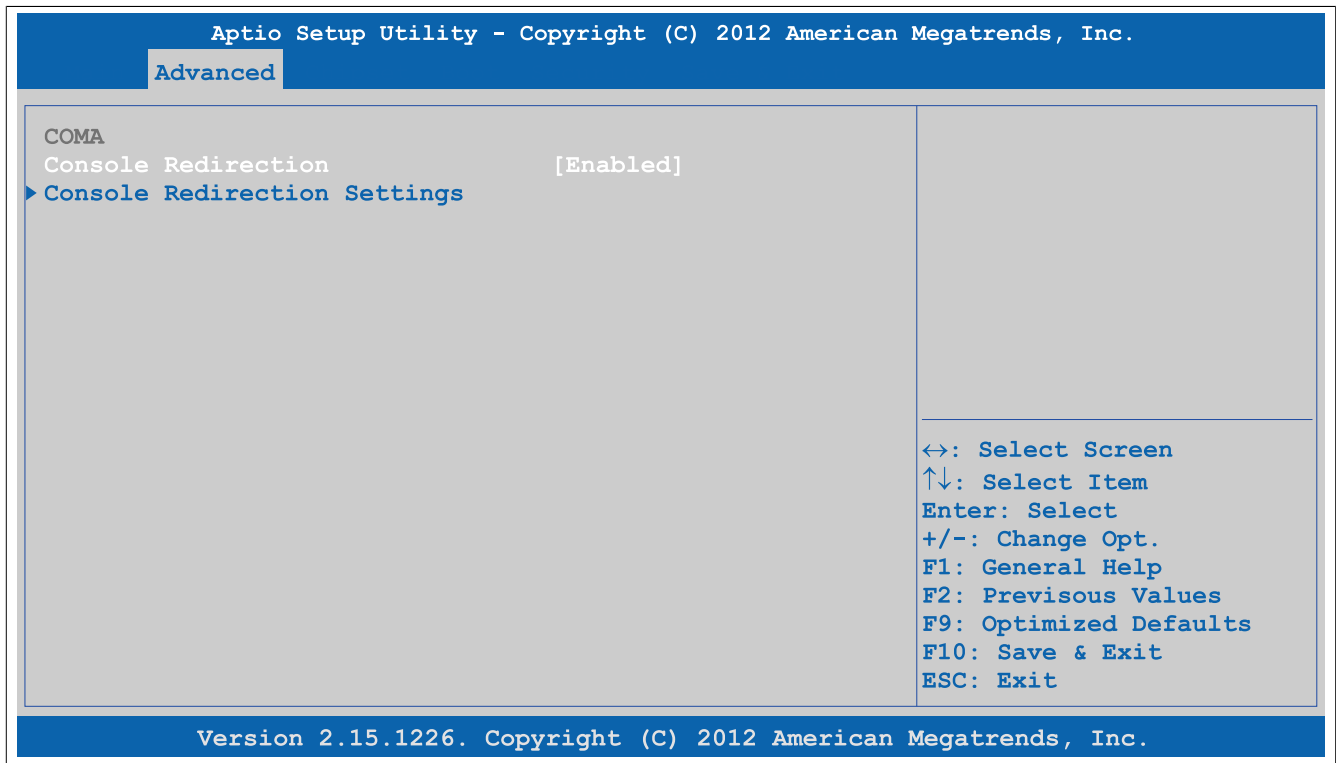 Aptio Setup Utility - Copyright (C) 2012 American Megatrends, Inc.
Advanced
COMA
Console Redirection [Enabled]
Console Redirection Settings
↔: Select Screen
↑↓: Select Item
Enter: Select
+/-: Change Opt.
F1: General Help
F2: Previsous Values
F9: Optimized Defaults
F10: Save & Exit
ESC: Exit
Version 2.15.1226. Copyright (C) 2012 American Megatrends, Inc.